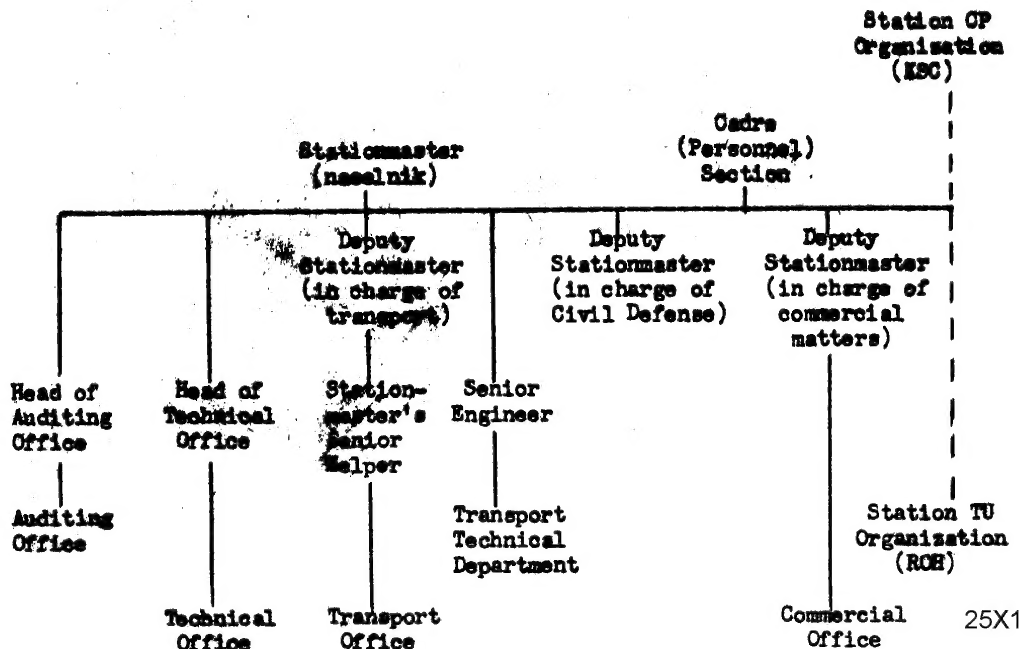 Station CP
Organization
(KSC)
Cadre
(Personnel)
Section
Stationmaster
(nacelnik)
Deputy
Stationmaster
(in charge of
transport)
Deputy
Stationmaster
(in charge of
Civil Defense)
Deputy
Stationmaster
(in charge of
commercial
matters)
Head of
Auditing
Office
Head of
Technical
Office
Station-
master's
Senior
Helper
Senior
Engineer
Auditing
Office
Transport
Technical
Department
Station TU
Organization
(ROH)
Technical
Office
Transport
Office
Commercial
Office
25X1